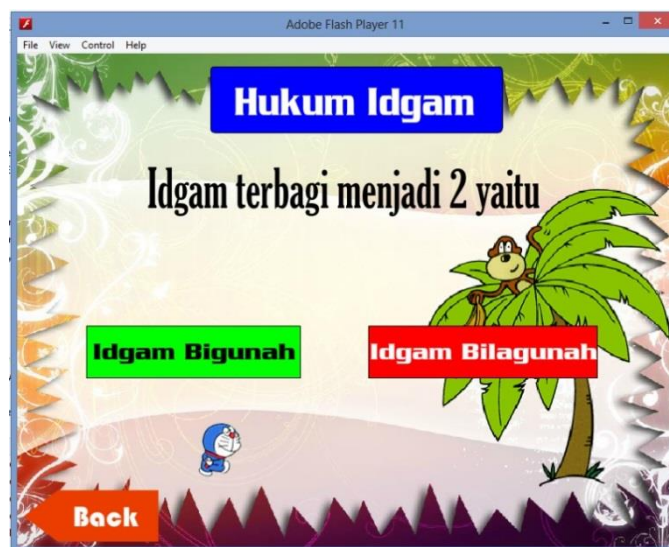 Adobe Flash Player 11
File View Control Help
Hukum Idgam
Idgam terbagi menjadi 2 yaitu
Idgam Bigunah
Idgam Bilagunah
Back